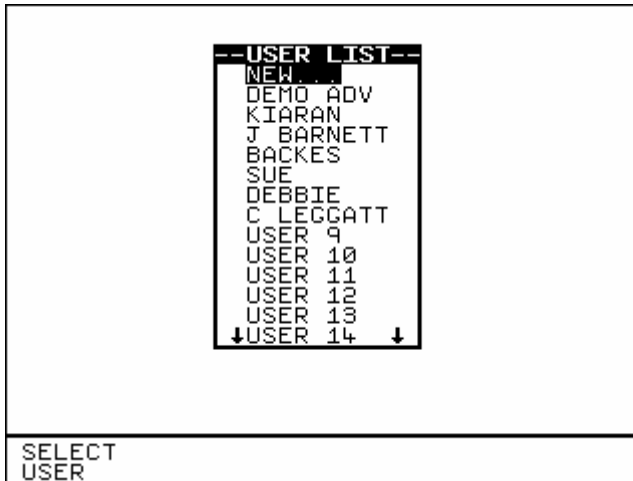 --USER LIST--
NEW...
DEMO ADV
KIARAN
J BARNETT
BACKES
SUE
DEBBIE
C LEGGATT
USER 9
USER 10
USER 11
USER 12
USER 13
↓USER 14 ↓
SELECT
USER